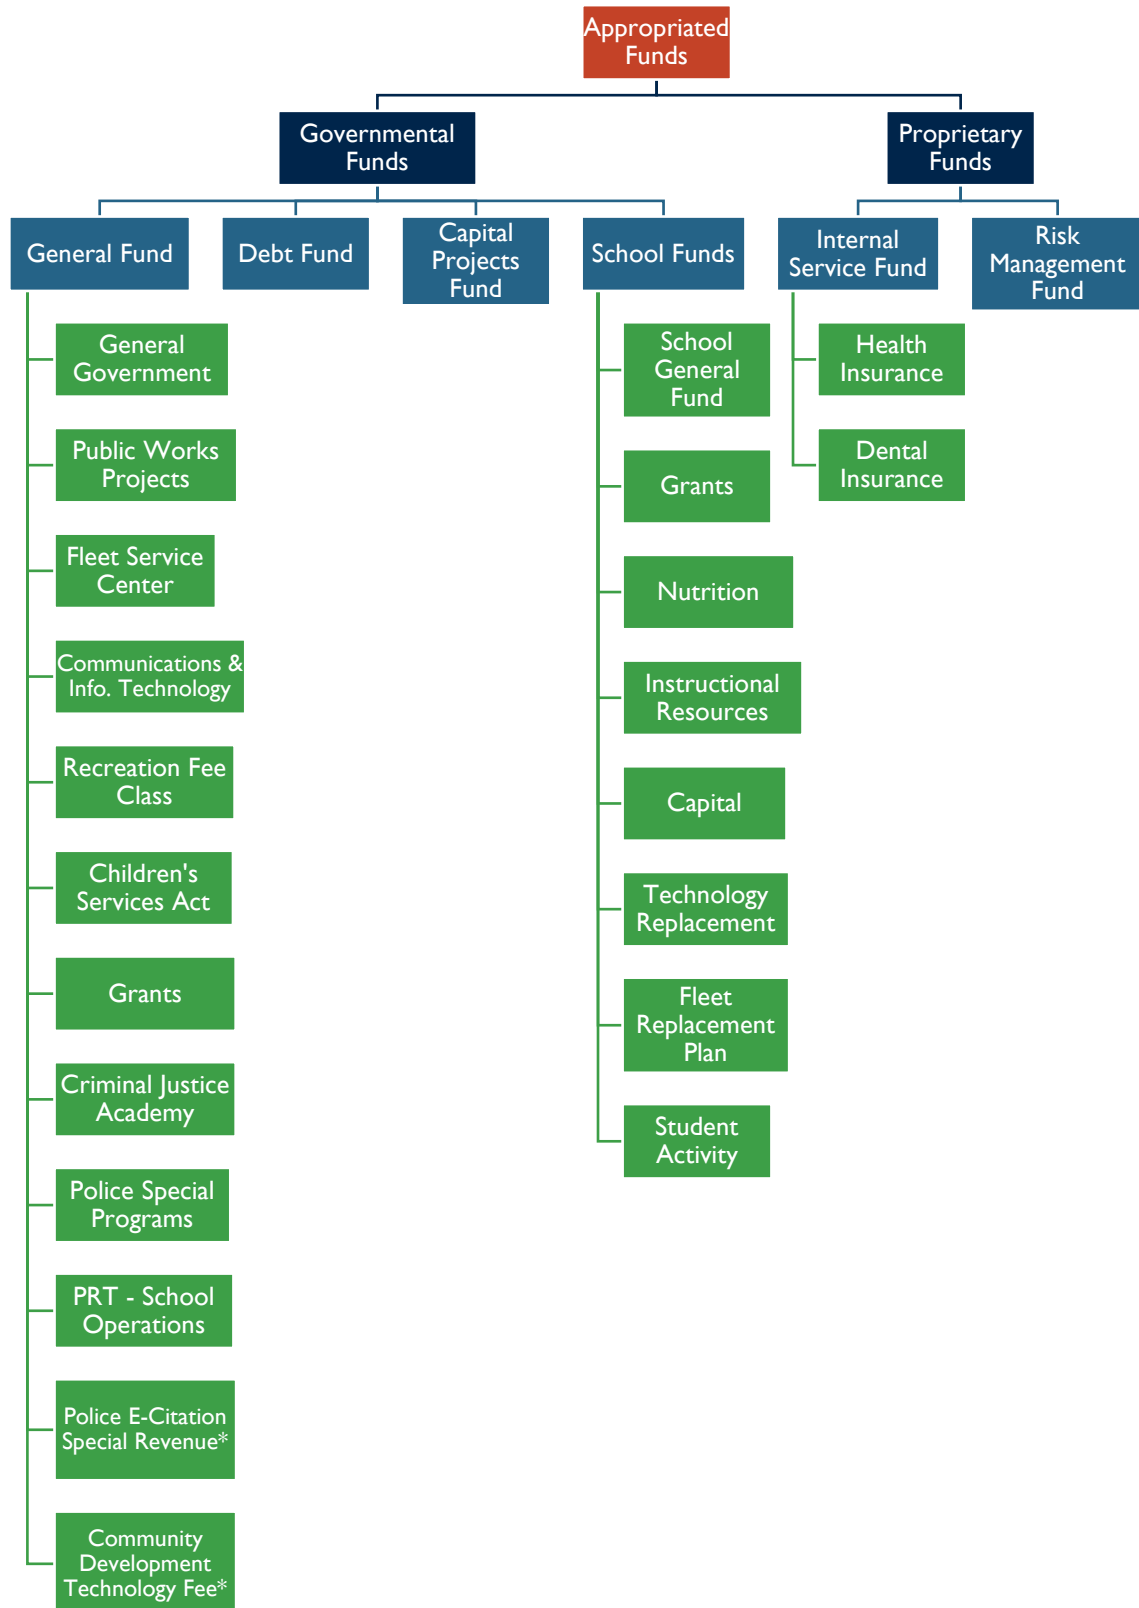 Appropriated
Funds
Governmental
Funds
Proprietary
Funds
General Fund
Debt Fund
Capital
Projects
Fund
School Funds
Internal
Service Fund
Risk
Management
Fund
General
Government
Public Works
Projects
Fleet Service
Center
Communications &
Info. Technology
Recreation Fee
Class
Children's
Services Act
Grants
Criminal Justice
Academy
Police Special
Programs
PRT - School
Operations
Police E-Citation
Special Revenue*
Community
Development
Technology Fee*
School
General
Fund
Grants
Nutrition
Instructional
Resources
Capital
Technology
Replacement
Fleet
Replacement
Plan
Student
Activity
Health
Insurance
Dental
Insurance